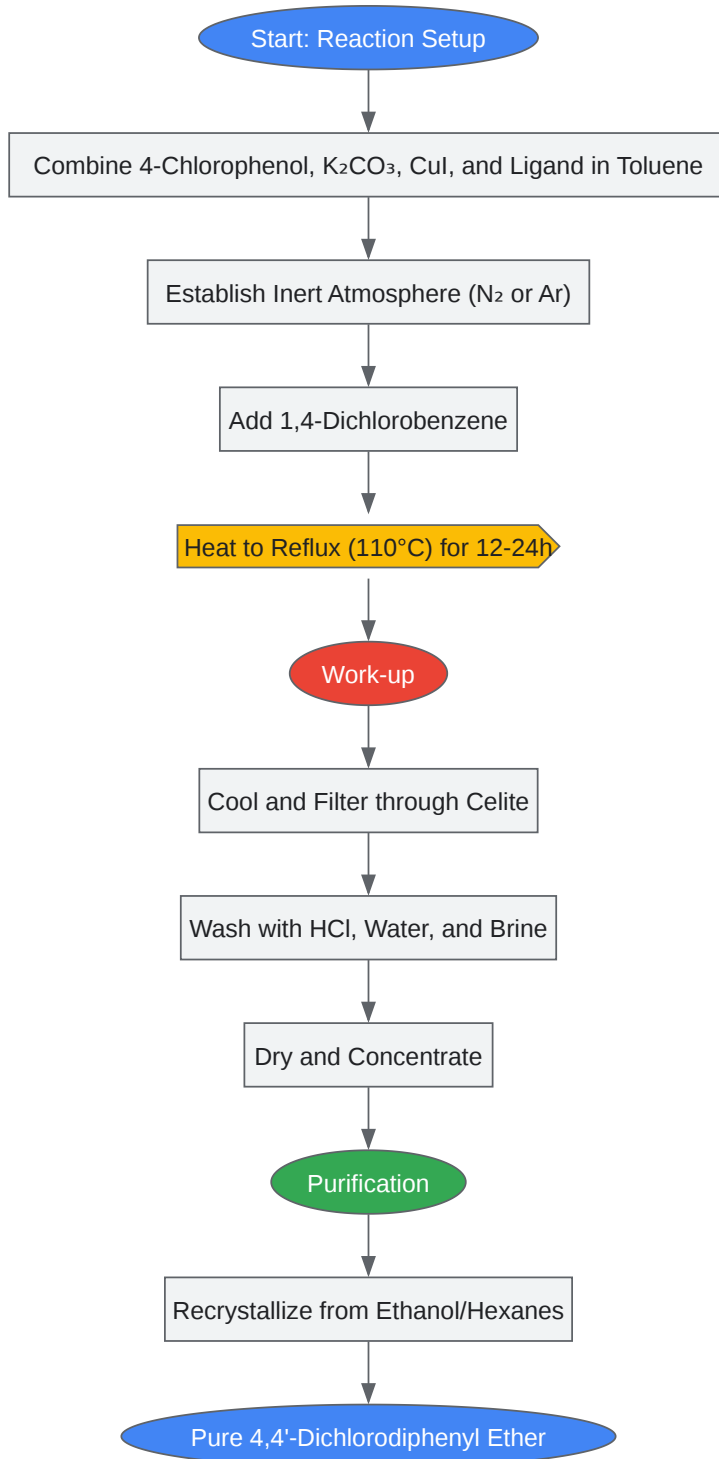 Start: Reaction Setup
Combine 4-Chlorophenol, K₂CO₃, CuI, and Ligand in Toluene
Establish Inert Atmosphere (N₂ or Ar)
Add 1,4-Dichlorobenzene
Heat to Reflux (110°C) for 12-24h
Work-up
Cool and Filter through Celite
Wash with HCl, Water, and Brine
Dry and Concentrate
Purification
Recrystallize from Ethanol/Hexanes
Pure 4,4'-Dichlorodiphenyl Ether